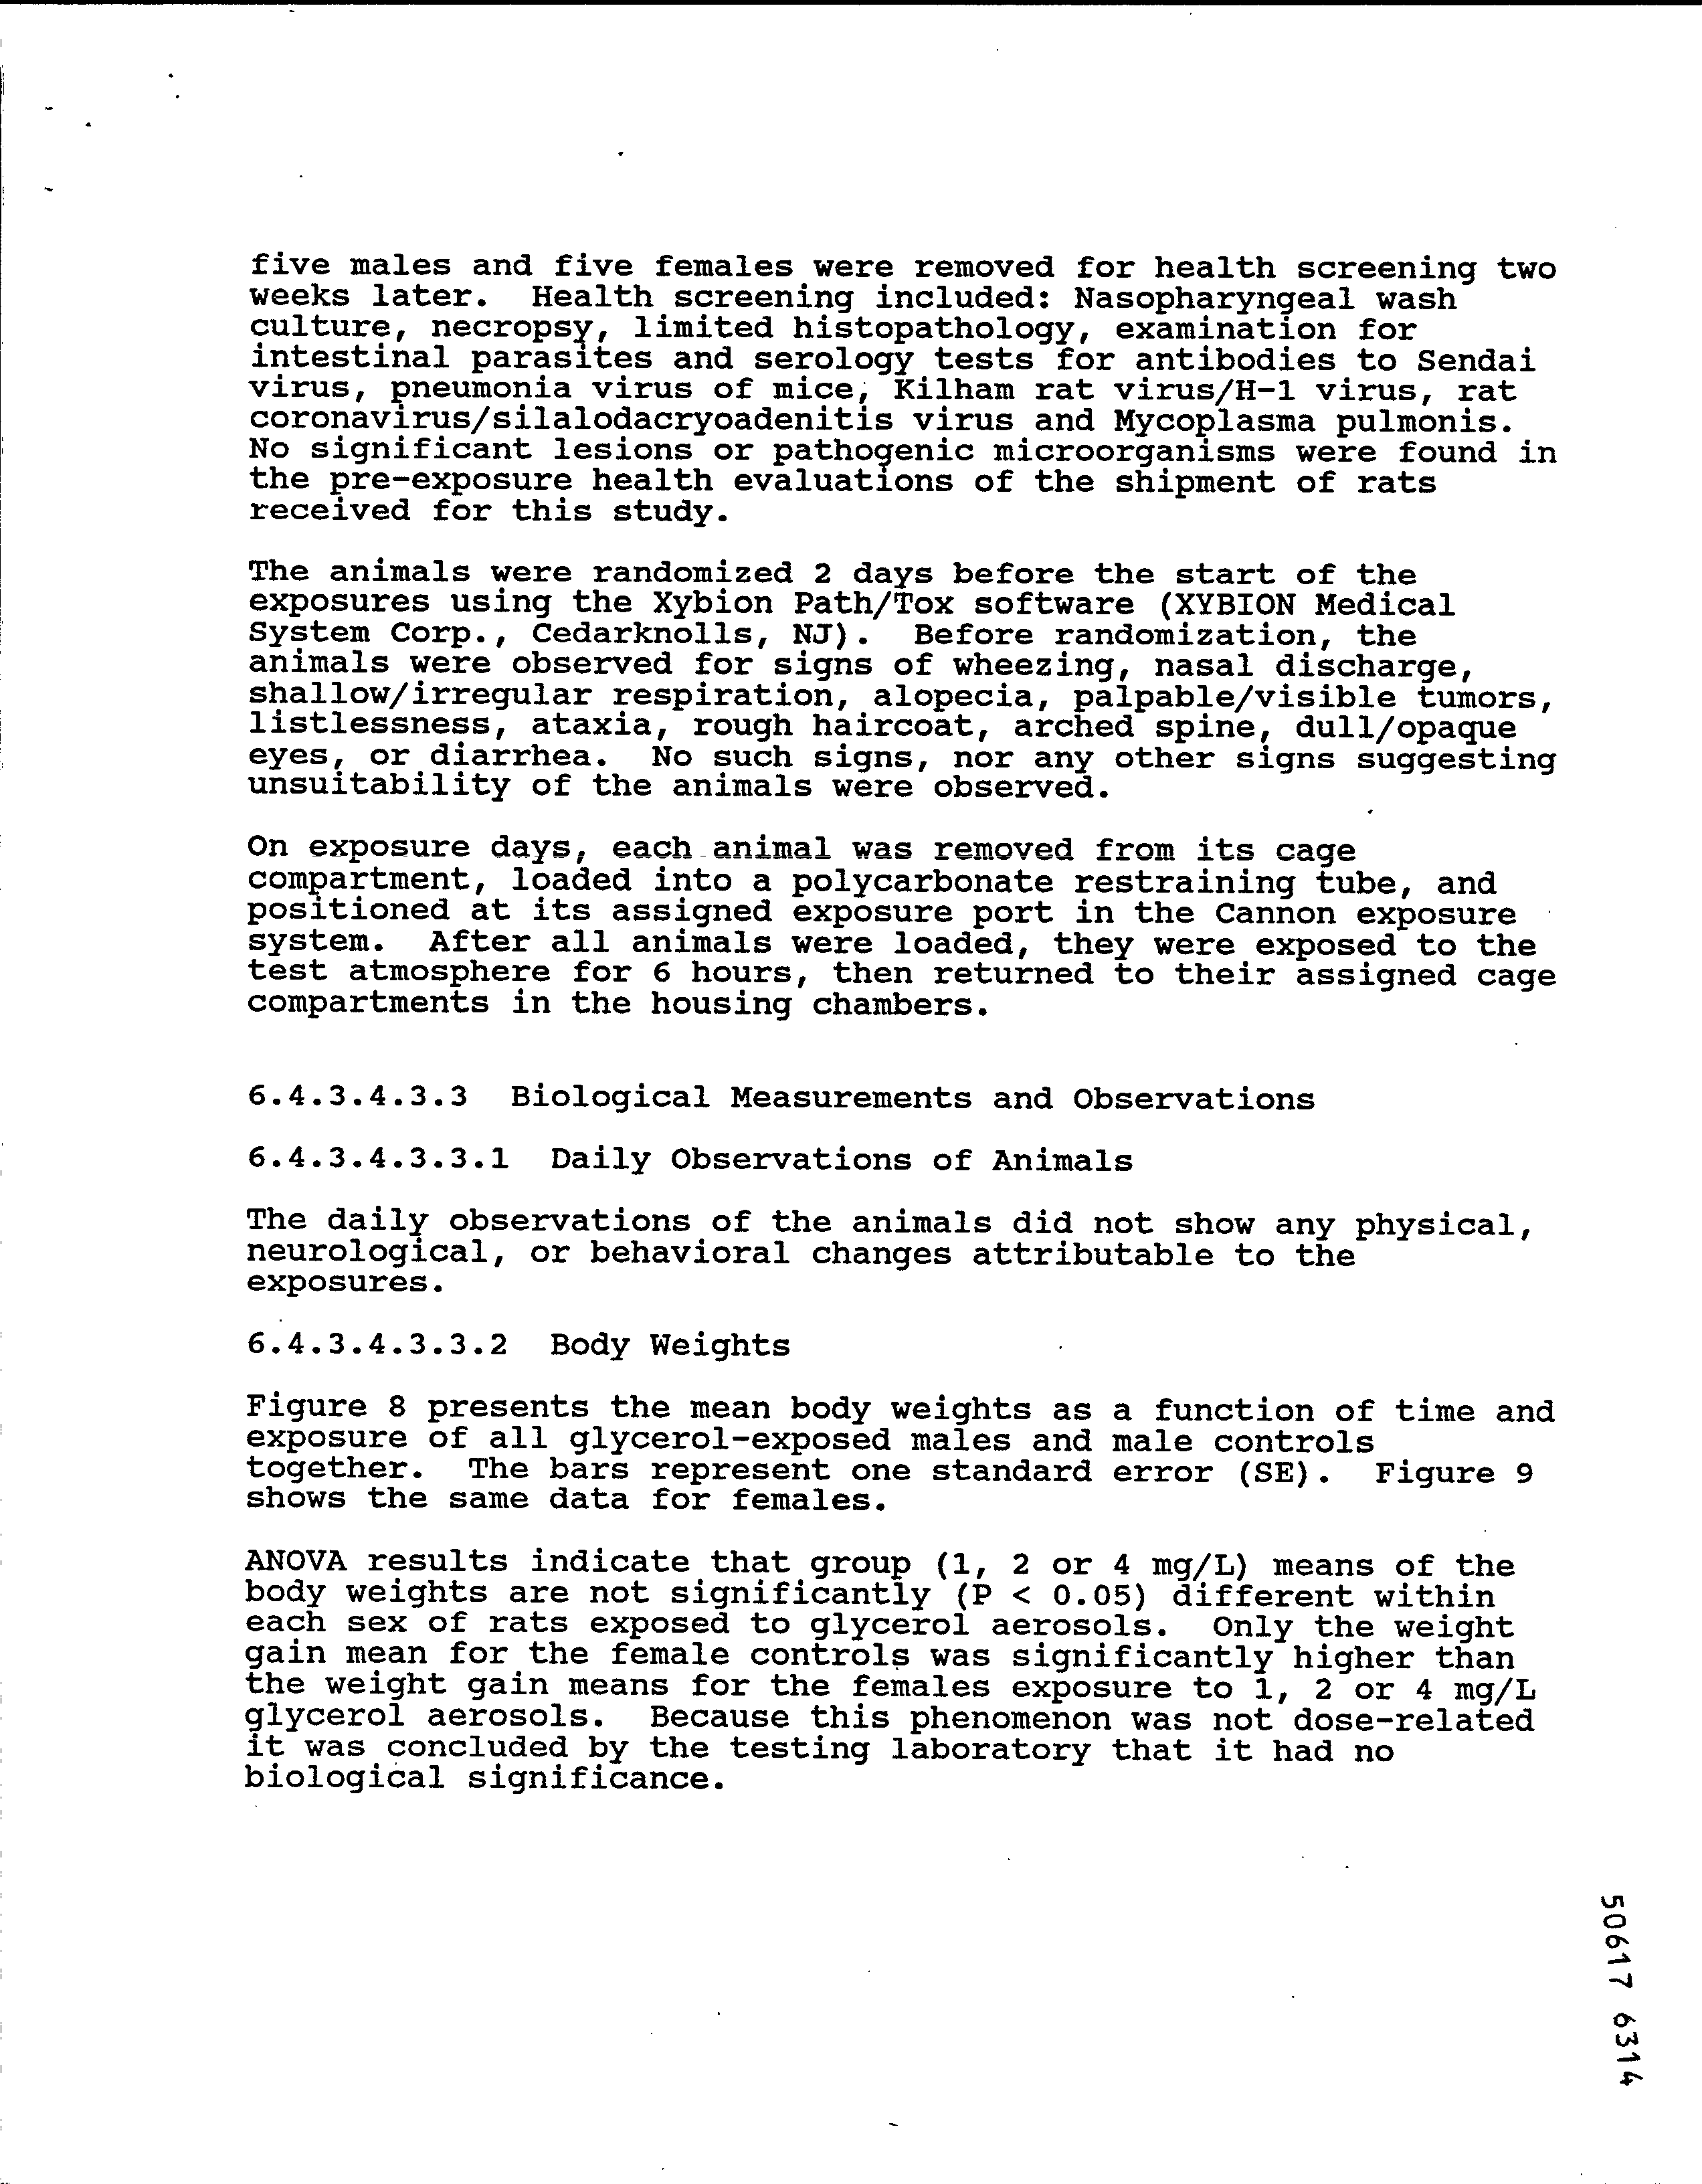 five males and five females were removed for health screening two
weeks later.  Health screening included: Nasopharyngeal wash
culture, necropsy, limited histopathology, examination for
intestinal parasites and serology tests for antibodies to Sendai
virus, pneumonia virus of mice, Kilham rat virus/H-1 virus, rat
coronavirus/silalodacryoadenitis virus and Mycoplasma pulmonis.
No significant lesions or pathogenic microorganisms were found in
the pre-exposure health evaluations of the shipment of rats
received for this study.

The animals were randomized 2 days before the start of the
exposures using the Xybion Path/Tox software (XYBION Medical
System Corp., Cedarknolls, NJ).  Before randomization, the
animals were observed for signs of wheezing, nasal discharge,
shallow/irregular respiration, alopecia, palpable/visible tumors,
listlessness, ataxia, rough haircoat, arched spine, dull/opaque
eyes, or diarrhea.  No such signs, nor any other signs suggesting
unsuitability of the animals were observed.

On exposure days, each animal was removed from its cage
compartment, loaded into a polycarbonate restraining tube, and
positioned at its assigned exposure port in the Cannon exposure
system.  After all animals were loaded, they were exposed to the
test atmosphere for 6 hours, then returned to their assigned cage
compartments in the housing chambers.

6.4.3.4.3.3  Biological Measurements and Observations

6.4.3.4.3.3.1  Daily Observations of Animals

The daily observations of the animals did not show any physical,
neurological, or behavioral changes attributable to the
exposures.

6.4.3.4.3.3.2  Body Weights

Figure 8 presents the mean body weights as a function of time and
exposure of all glycerol-exposed males and male controls
together.  The bars represent one standard error (SE).  Figure 9
shows the same data for females.

ANOVA results indicate that group (1, 2 or 4 mg/L) means of the
body weights are not significantly (P < 0.05) different within
each sex of rats exposed to glycerol aerosols.  Only the weight
gain mean for the female controls was significantly higher than
the weight gain means for the females exposure to 1, 2 or 4 mg/L
glycerol aerosols.  Because this phenomenon was not dose-related
it was concluded by the testing laboratory that it had no
biological significance.

50617 6314